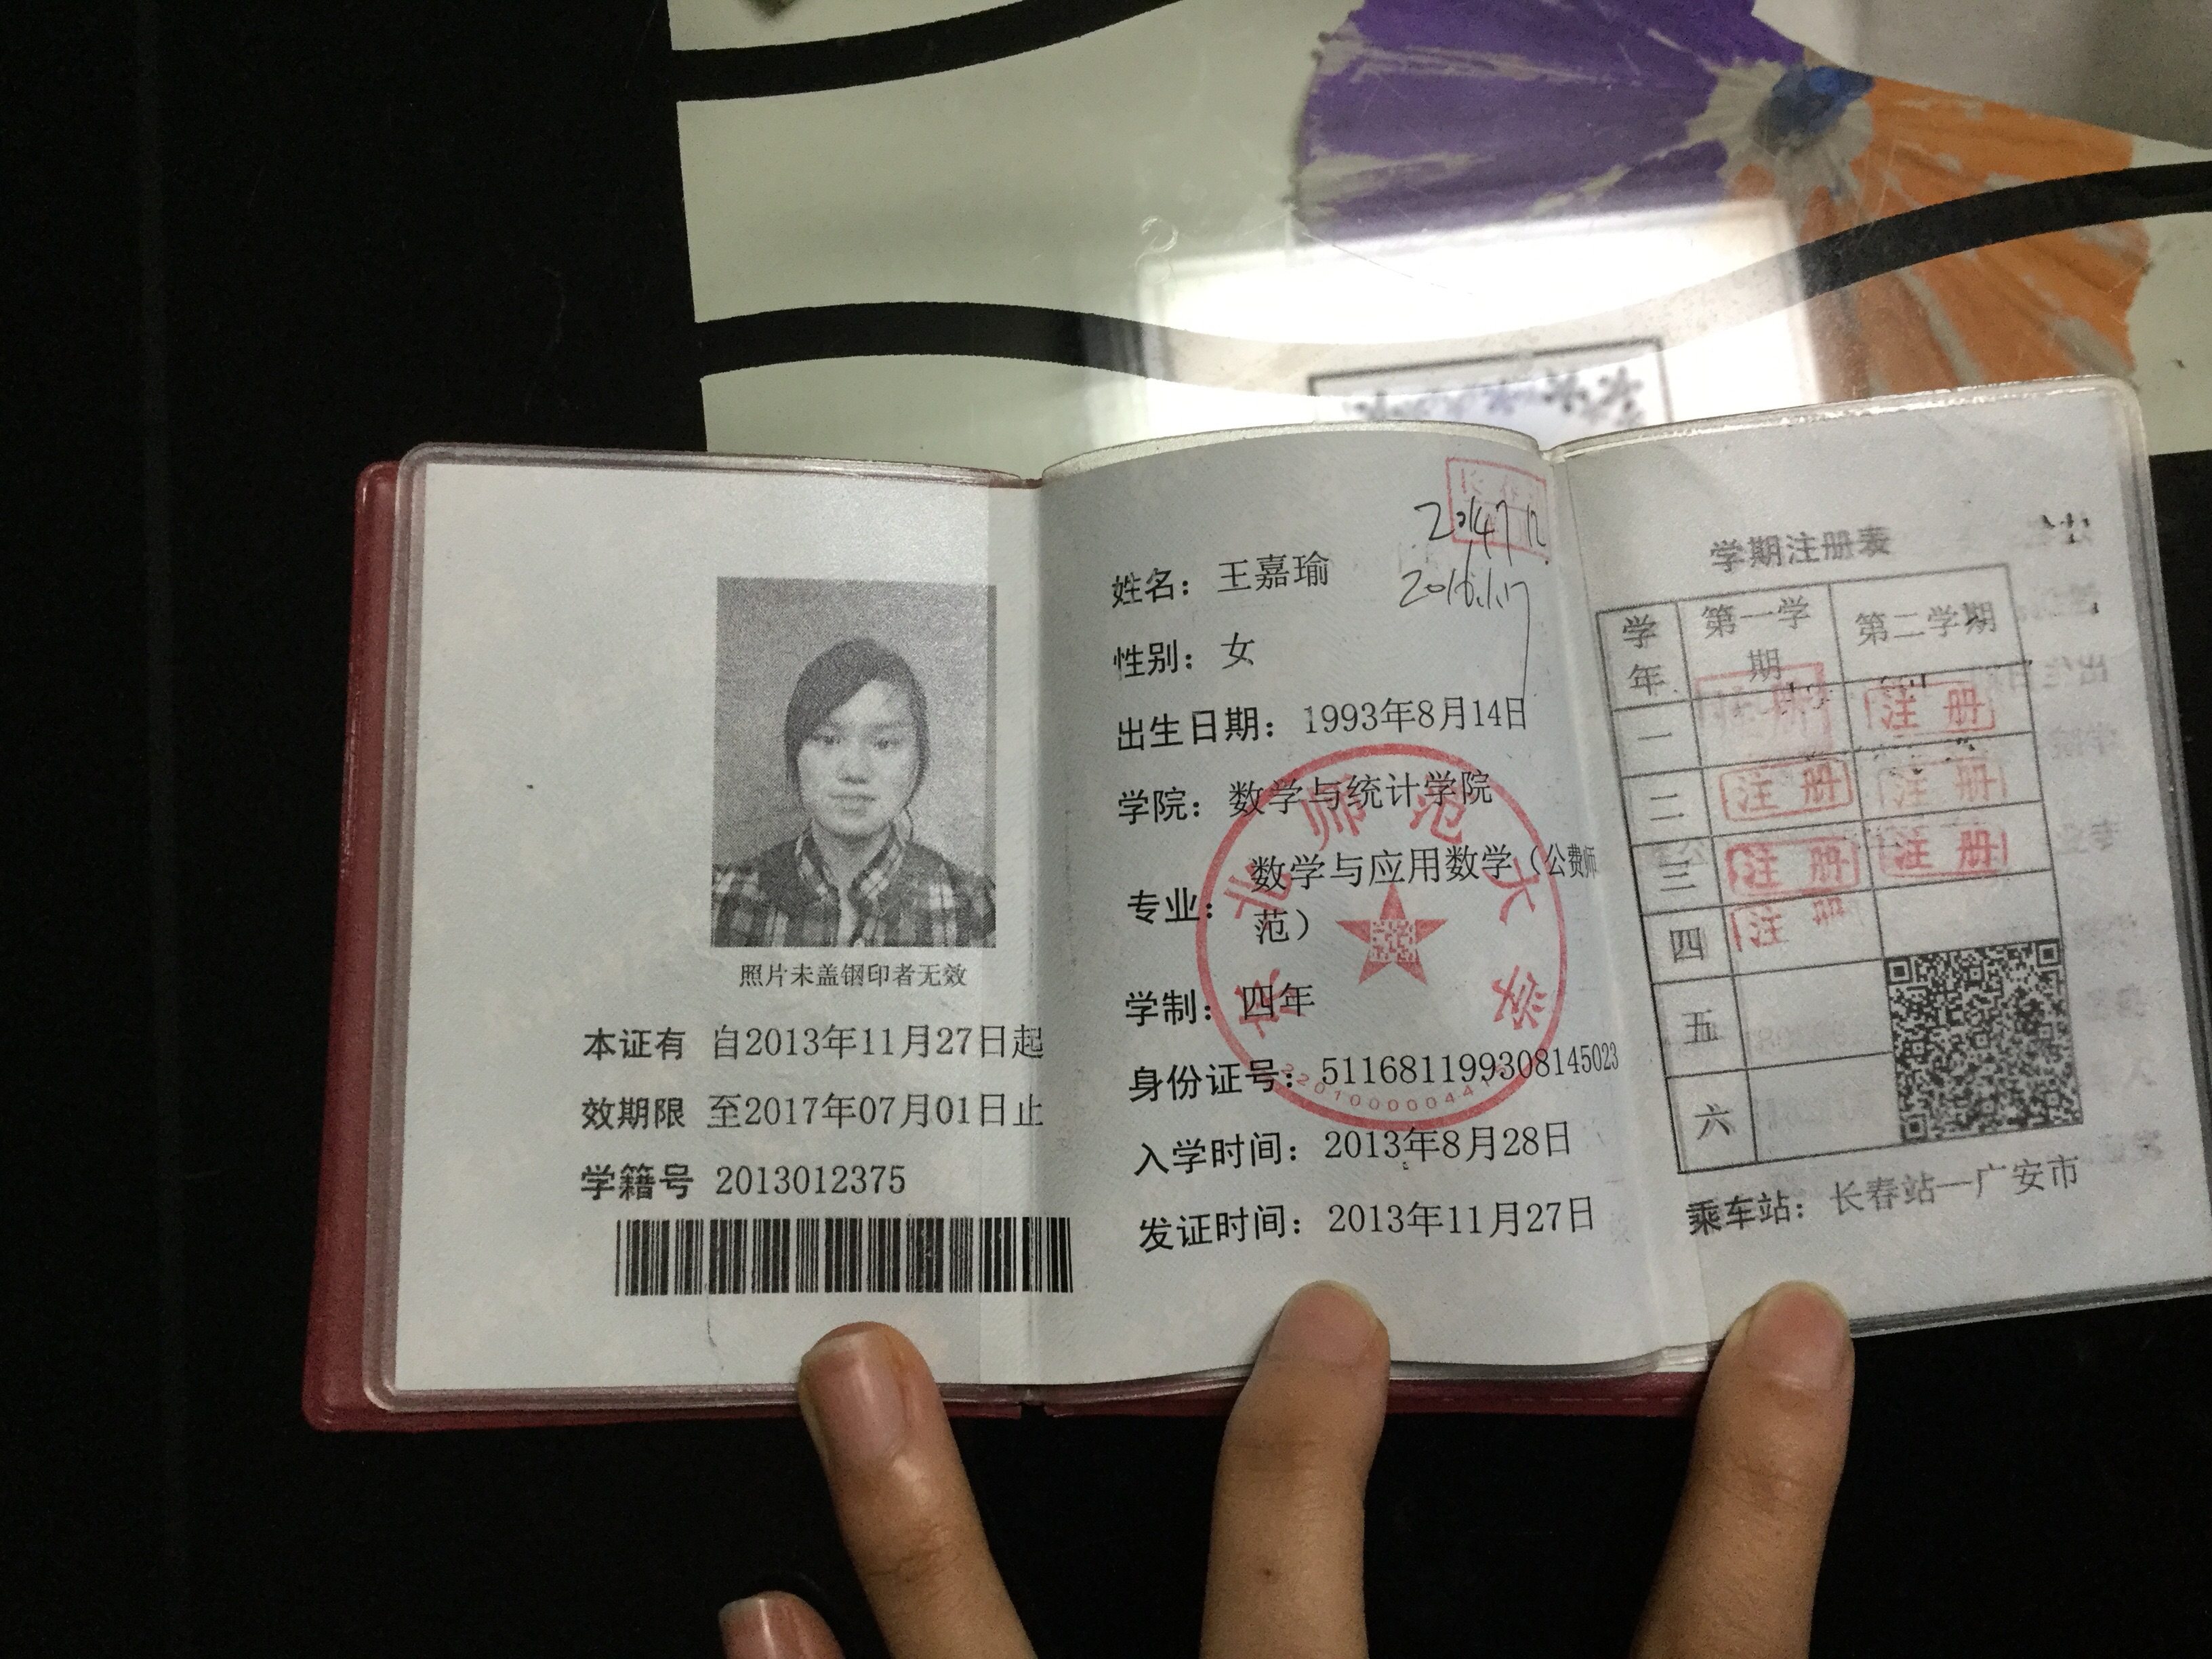 照片未盖钢印者无效
本证有 自2013年11月27日起
效期限 至2017年07月01日止
学籍号 2013012375
2016.1.17
姓名: 王嘉瑜
性别: 女
出生日期: 1993年8月14日
学院: 数学与统计学院
专业: 数学与应用数学（公费师
范）
学制: 四年
身份证号: 511681199308145023
入学时间: 2013年8月28日
发证时间: 2013年11月27日
东北师范大学
学期注册表
学年 第一学期 第二学期
一 注册 注册
二 注册 注册
三 注册 注册
四 注册
五
六
乘车站: 长春站—广安市